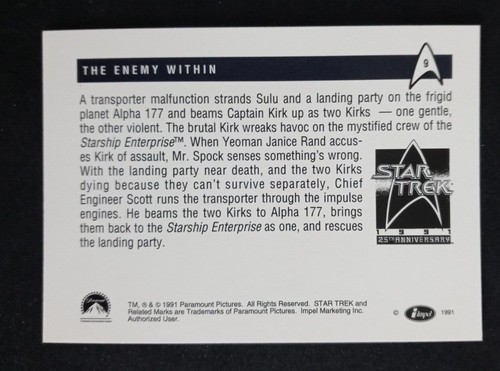 THE ENEMY WITHIN
9
A transporter malfunction strands Sulu and a landing party on the frigid
planet Alpha 177 and beams Captain Kirk up as two Kirks — one gentle,
the other violent. The brutal Kirk wreaks havoc on the mystified crew of the
Starship Enterprise™. When Yeoman Janice Rand accus-
es Kirk of assault, Mr. Spock senses something's wrong.
With the landing party near death, and the two Kirks
dying because they can't survive separately, Chief
Engineer Scott runs the transporter through the impulse
engines. He beams the two Kirks to Alpha 177, brings
them back to the Starship Enterprise as one, and rescues
the landing party.
STAR
TREK
1991
25TH ANNIVERSARY
Paramount
TM, ® & © 1991 Paramount Pictures. All Rights Reserved. STAR TREK and
Related Marks are Trademarks of Paramount Pictures. Impel Marketing Inc.
Authorized User.
© impel 1991